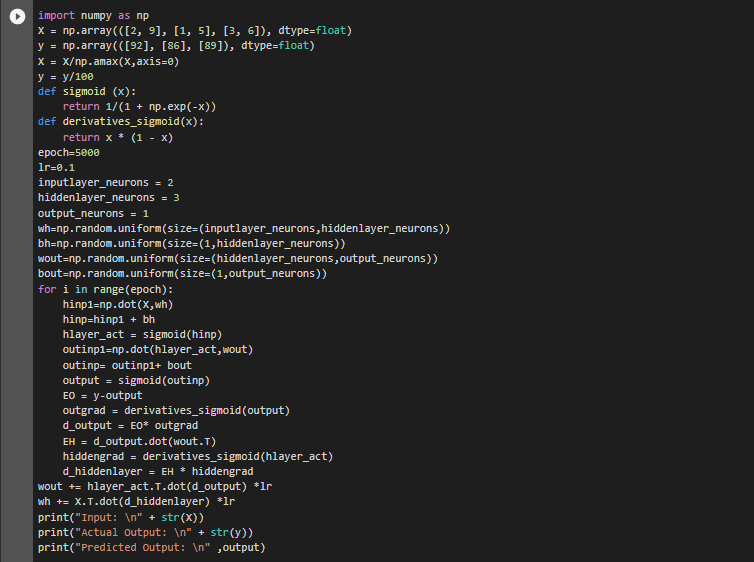 import numpy as np
X = np.array(([2, 9], [1, 5], [3, 6]), dtype=float)
y = np.array(([92], [86], [89]), dtype=float)
X = X/np.amax(X,axis=0)
y = y/100
def sigmoid (x):
    return 1/(1 + np.exp(-x))
def derivatives_sigmoid(x):
    return x * (1 - x)
epoch=5000
lr=0.1
inputlayer_neurons = 2
hiddenlayer_neurons = 3
output_neurons = 1
wh=np.random.uniform(size=(inputlayer_neurons,hiddenlayer_neurons))
bh=np.random.uniform(size=(1,hiddenlayer_neurons))
wout=np.random.uniform(size=(hiddenlayer_neurons,output_neurons))
bout=np.random.uniform(size=(1,output_neurons))
for i in range(epoch):
    hinp1=np.dot(X,wh)
    hinp=hinp1 + bh
    hlayer_act = sigmoid(hinp)
    outinp1=np.dot(hlayer_act,wout)
    outinp= outinp1+ bout
    output = sigmoid(outinp)
    EO = y-output
    outgrad = derivatives_sigmoid(output)
    d_output = EO* outgrad
    EH = d_output.dot(wout.T)
    hiddengrad = derivatives_sigmoid(hlayer_act)
    d_hiddenlayer = EH * hiddengrad
wout += hlayer_act.T.dot(d_output) *lr
wh += X.T.dot(d_hiddenlayer) *lr
print("Input: \n" + str(X))
print("Actual Output: \n" + str(y))
print("Predicted Output: \n" ,output)